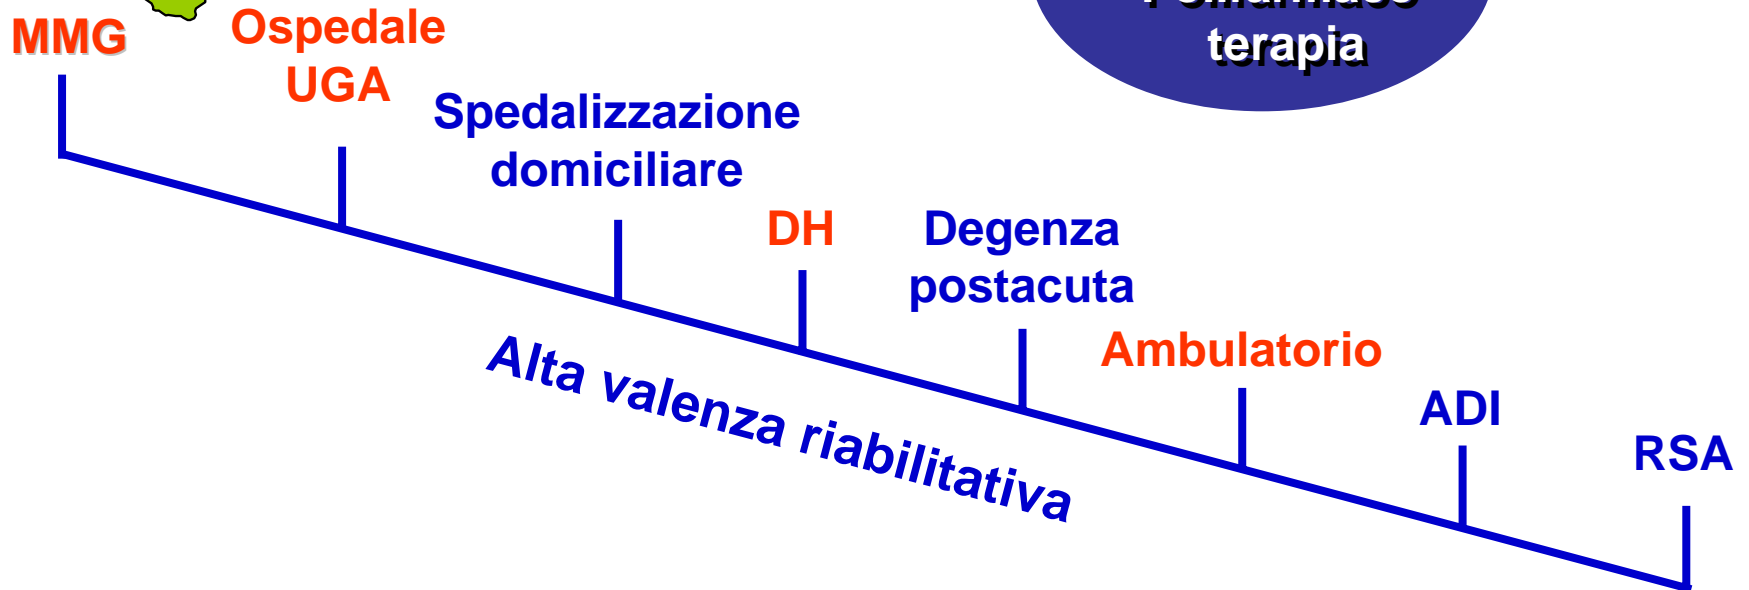 MMG
Ospedale
UGA
terapia
Spedalizzazione
domiciliare
DH
Degenza
postacuta
Ambulatorio
ADI
RSA
Alta valenza riabilitativa